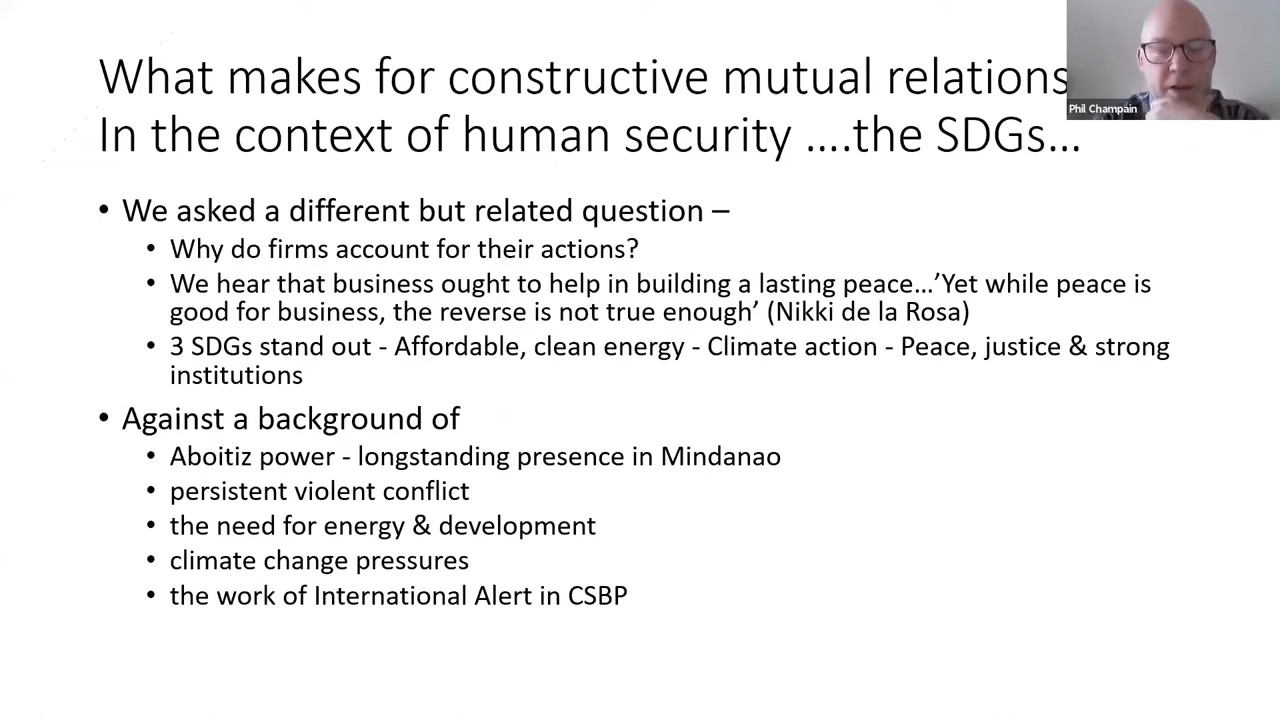 What makes for constructive mutual relations
In the context of human security ….the SDGs…
Phil Champain
• We asked a different but related question –
• Why do firms account for their actions?
• We hear that business ought to help in building a lasting peace…’Yet while peace is
good for business, the reverse is not true enough’ (Nikki de la Rosa)
• 3 SDGs stand out - Affordable, clean energy - Climate action - Peace, justice & strong
institutions
• Against a background of
• Aboitiz power - longstanding presence in Mindanao
• persistent violent conflict
• the need for energy & development
• climate change pressures
• the work of International Alert in CSBP